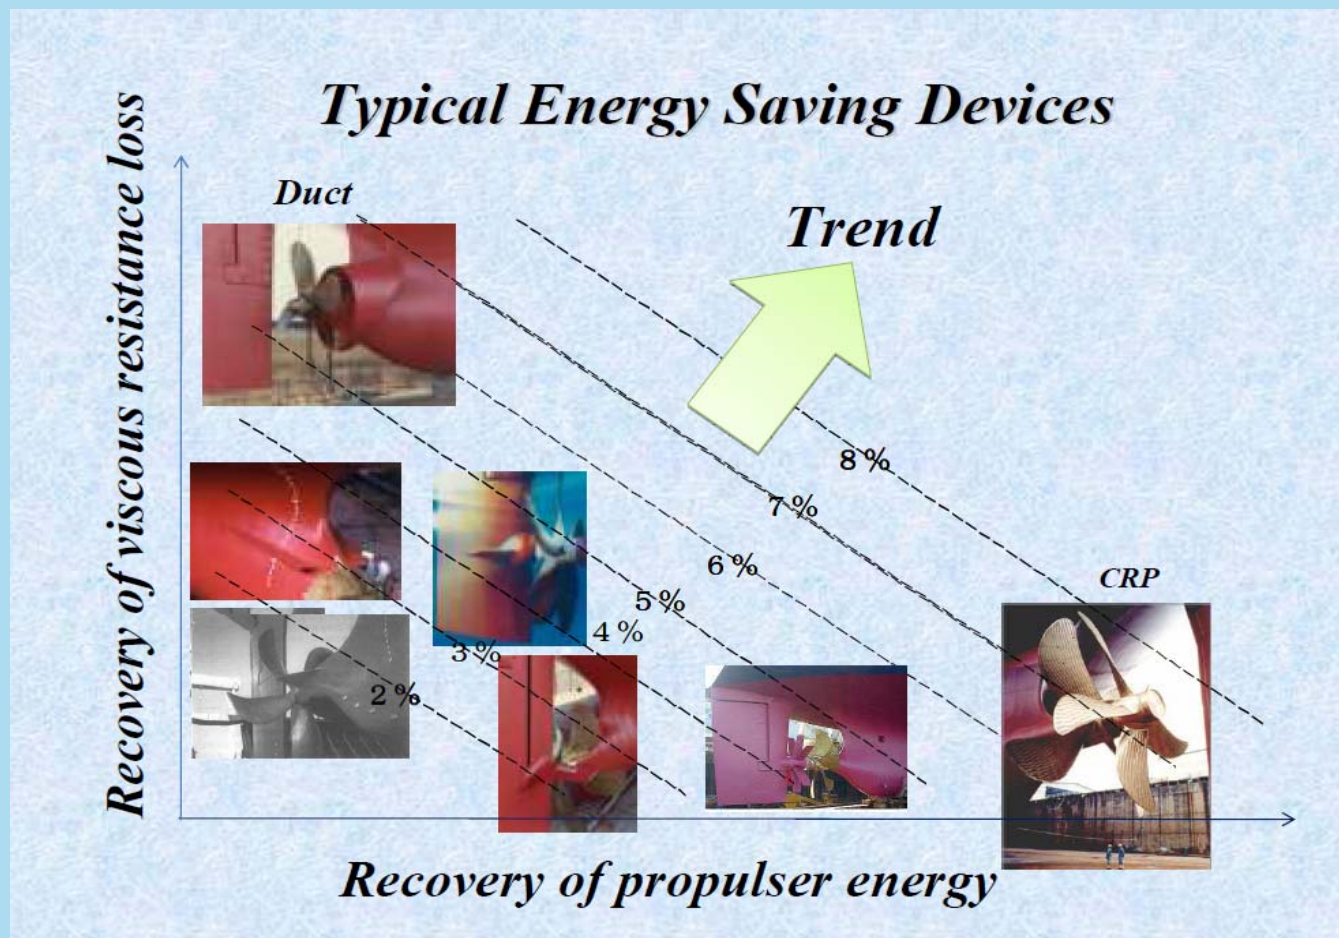 Typical Energy Saving Devices
Recovery of viscous resistance loss
Duct
Trend
8 %
7 %
6 %
CRP
5 %
4 %
3 %
2 %
Recovery of propulser energy